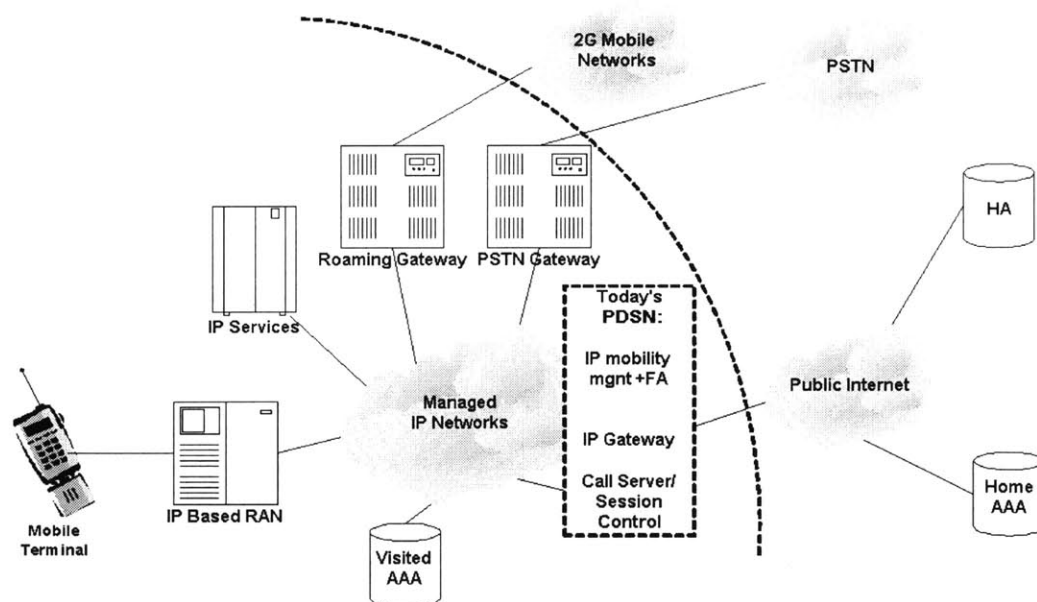 2G Mobile
Networks
PSTN
HA
Roaming Gateway
PSTN Gateway
Today's
PDSN:
IP Services
IP mobility
mgnt +FA
Public Internet
Managed
IP Networks
IP Gateway
Call Server/
Session
Control
Home
AAA
IP Based RAN
Mobile
Terminal
Visited
AAA